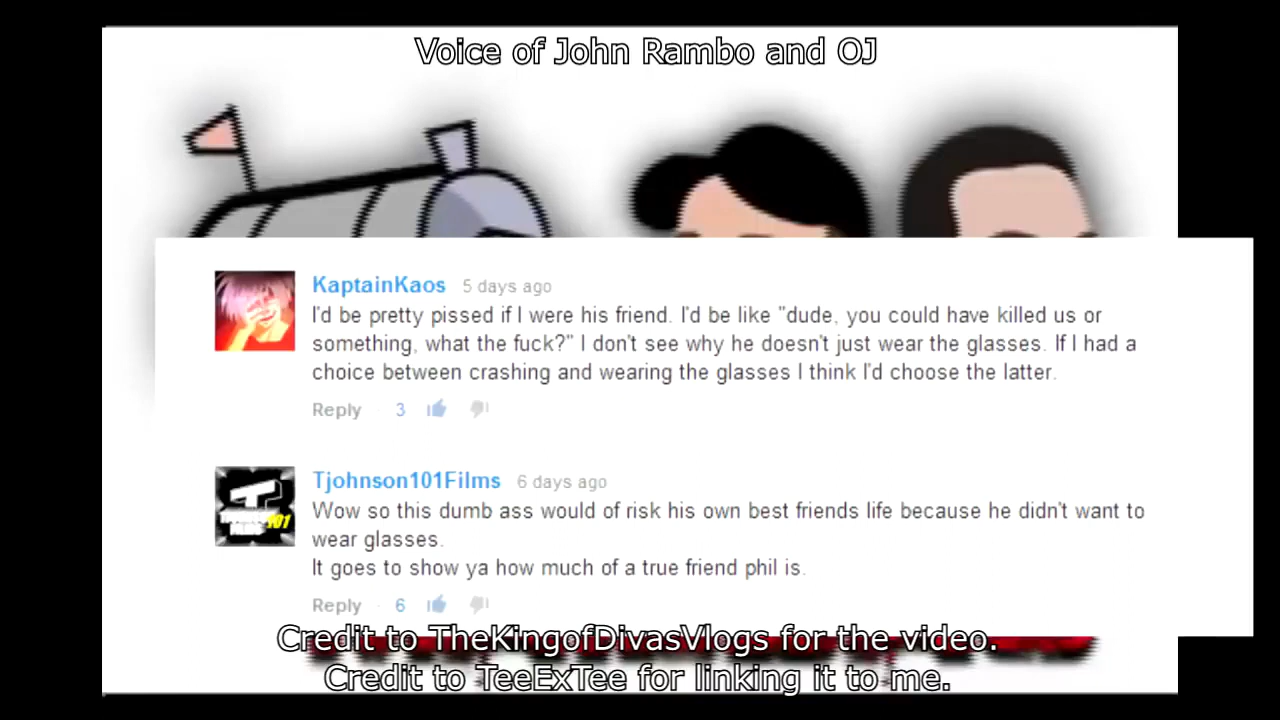 Voice of John Rambo and OJ
KaptainKaos 5 days ago
I'd be pretty pissed if I were his friend. I'd be like "dude, you could have killed us or
something, what the fuck?" I don't see why he doesn't just wear the glasses. If I had a
choice between crashing and wearing the glasses I think I'd choose the latter.
Reply · 3
Tjohnson101Films 6 days ago
Wow so this dumb ass would of risk his own best friends life because he didn't want to
wear glasses.
It goes to show ya how much of a true friend phil is.
Reply · 6
T
101
Credit to TheKingofDivasVlogs for the video.
Credit to TeeExTee for linking it to me.